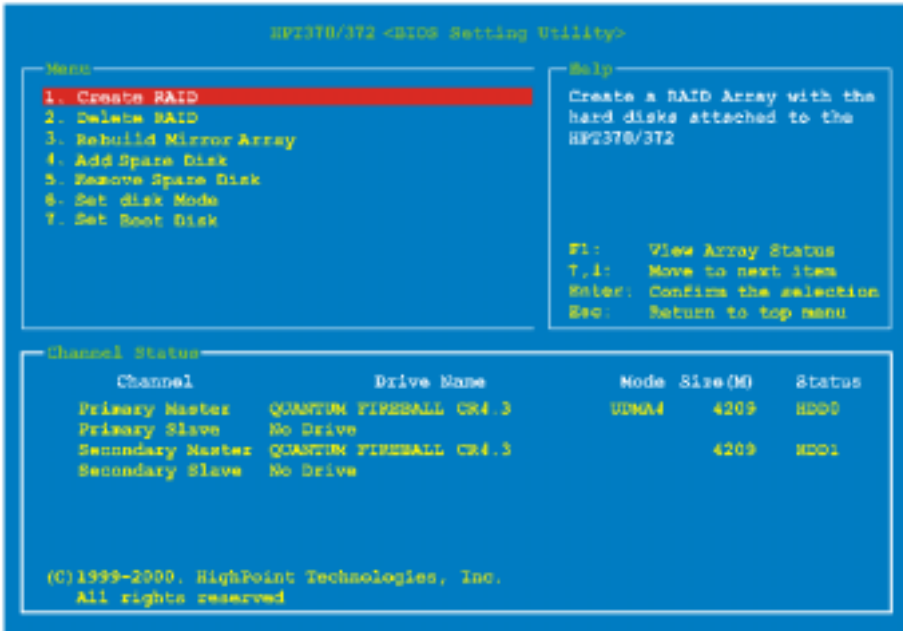 HPT370/372 <BIOS Setting Utility>
Menu
1. Create RAID
2. Delete RAID
3. Rebuild Mirror Array
4. Add Spare Disk
5. Remove Spare Disk
6. Set disk Mode
7. Set Boot Disk
Help
Create a RAID Array with the
hard disks attached to the
HPT370/372
F1: View Array Status
↑,↓: Move to next item
Enter: Confirm the selection
Esc: Return to top menu
Channel Status
Channel Drive Name Mode Size(M) Status
Primary Master QUANTUM FIREBALL CR4.3 UDMA4 4209 HDD0
Primary Slave No Drive
Secondary Master QUANTUM FIREBALL CR4.3 4209 HDD1
Secondary Slave No Drive
(C)1999-2000. HighPoint Technologies, Inc.
All rights reserved